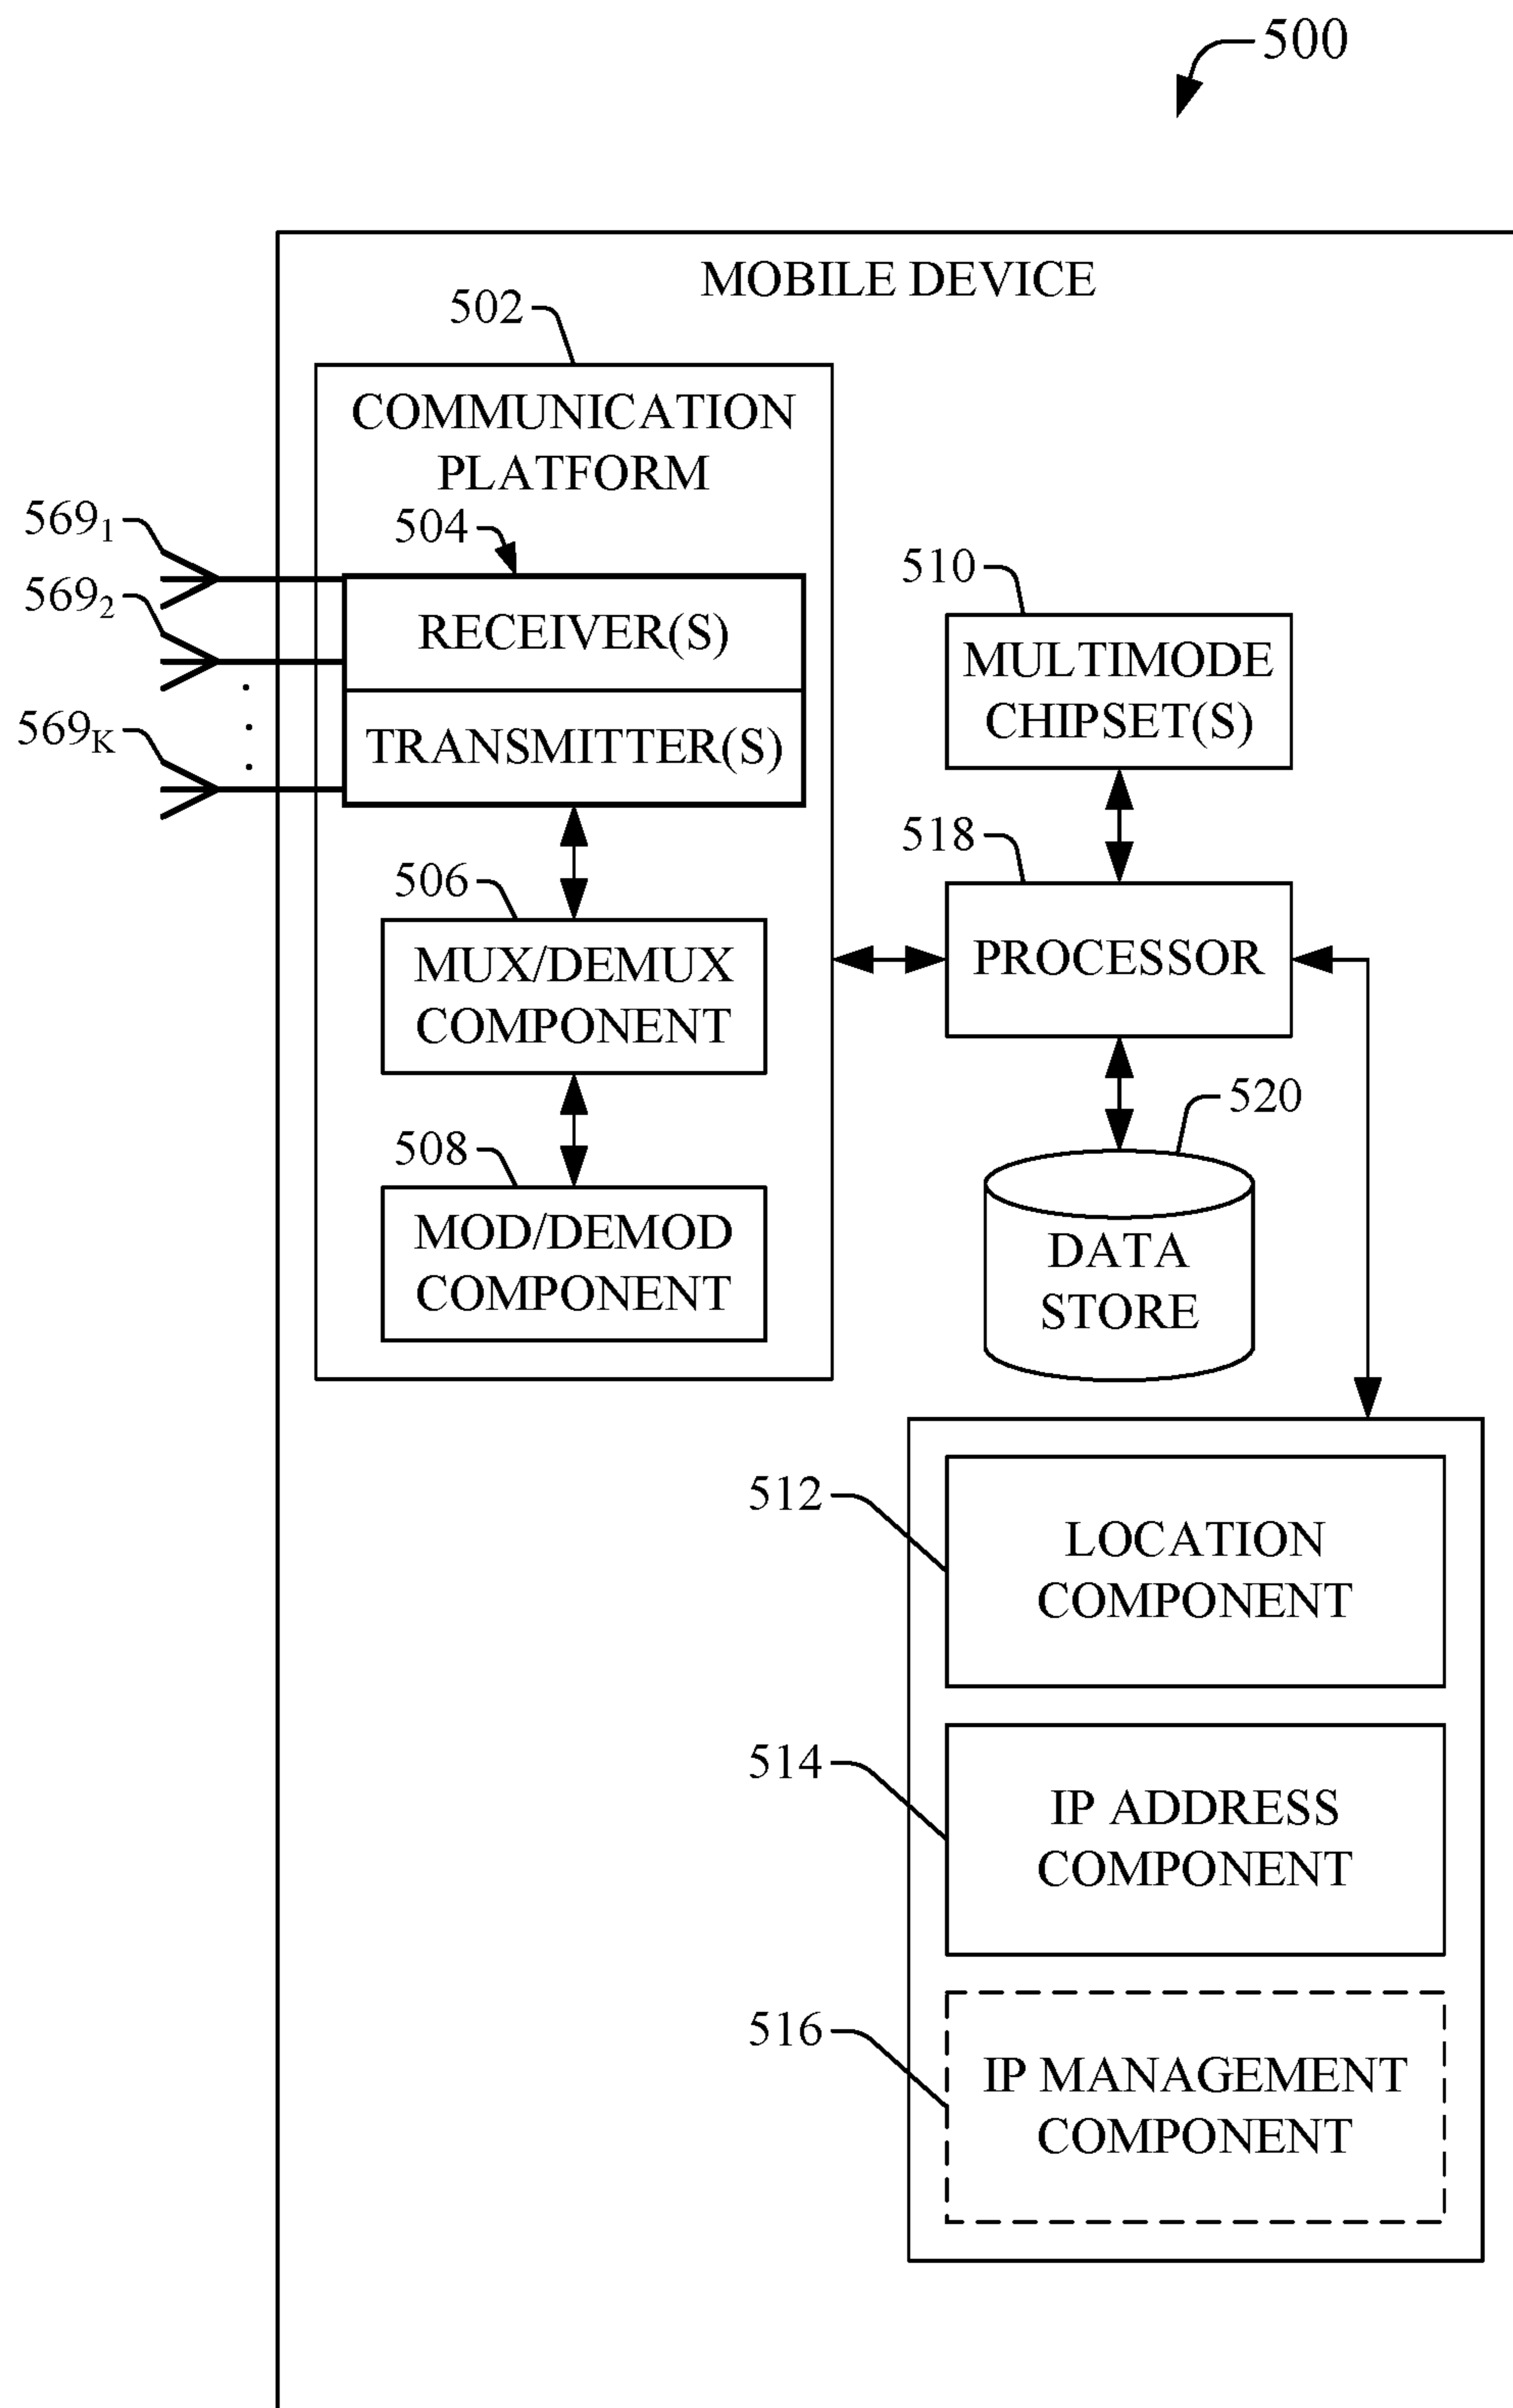 500
MOBILE DEVICE
502
COMMUNICATION
PLATFORM
504
569₁
569₂
569_K
RECEIVER(S)
TRANSMITTER(S)
510
MULTIMODE
CHIPSET(S)
518
PROCESSOR
506
MUX/DEMUX
COMPONENT
508
MOD/DEMOD
COMPONENT
520
DATA
STORE
512
LOCATION
COMPONENT
514
IP ADDRESS
COMPONENT
516
IP MANAGEMENT
COMPONENT